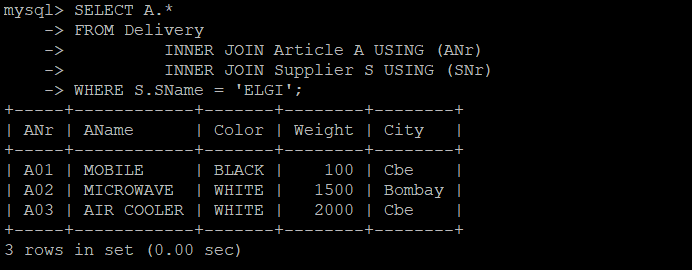 mysql> SELECT A.*
    -> FROM Delivery
    ->          INNER JOIN Article A USING (ANr)
    ->          INNER JOIN Supplier S USING (SNr)
    -> WHERE S.SName = 'ELGI';
+-----+------------+-------+--------+--------+
| ANr | AName      | Color | Weight | City   |
+-----+------------+-------+--------+--------+
| A01 | MOBILE     | BLACK |    100 | Cbe    |
| A02 | MICROWAVE  | WHITE |   1500 | Bombay |
| A03 | AIR COOLER | WHITE |   2000 | Cbe    |
+-----+------------+-------+--------+--------+
3 rows in set (0.00 sec)